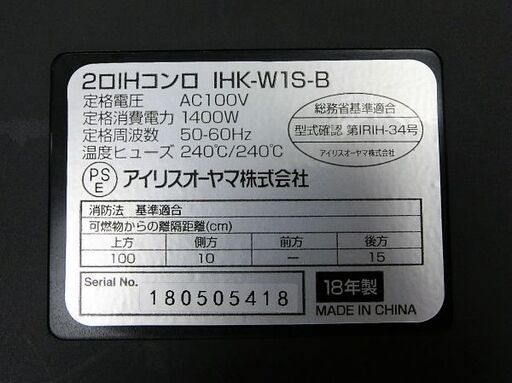 2口IHコンロ IHK-W1S-B
定格電圧 AC100V
定格消費電力 1400W
定格周波数 50-60Hz
温度ヒューズ 240℃/240℃
総務省基準適合
型式確認 第IRIH-34号
アイリスオーヤマ株式会社
PS
E
アイリスオーヤマ株式会社
消防法 基準適合
可燃物からの離隔距離(cm)
上方 側方 前方 後方
100 10 ー 15
Serial No. 180505418
18年製
MADE IN CHINA